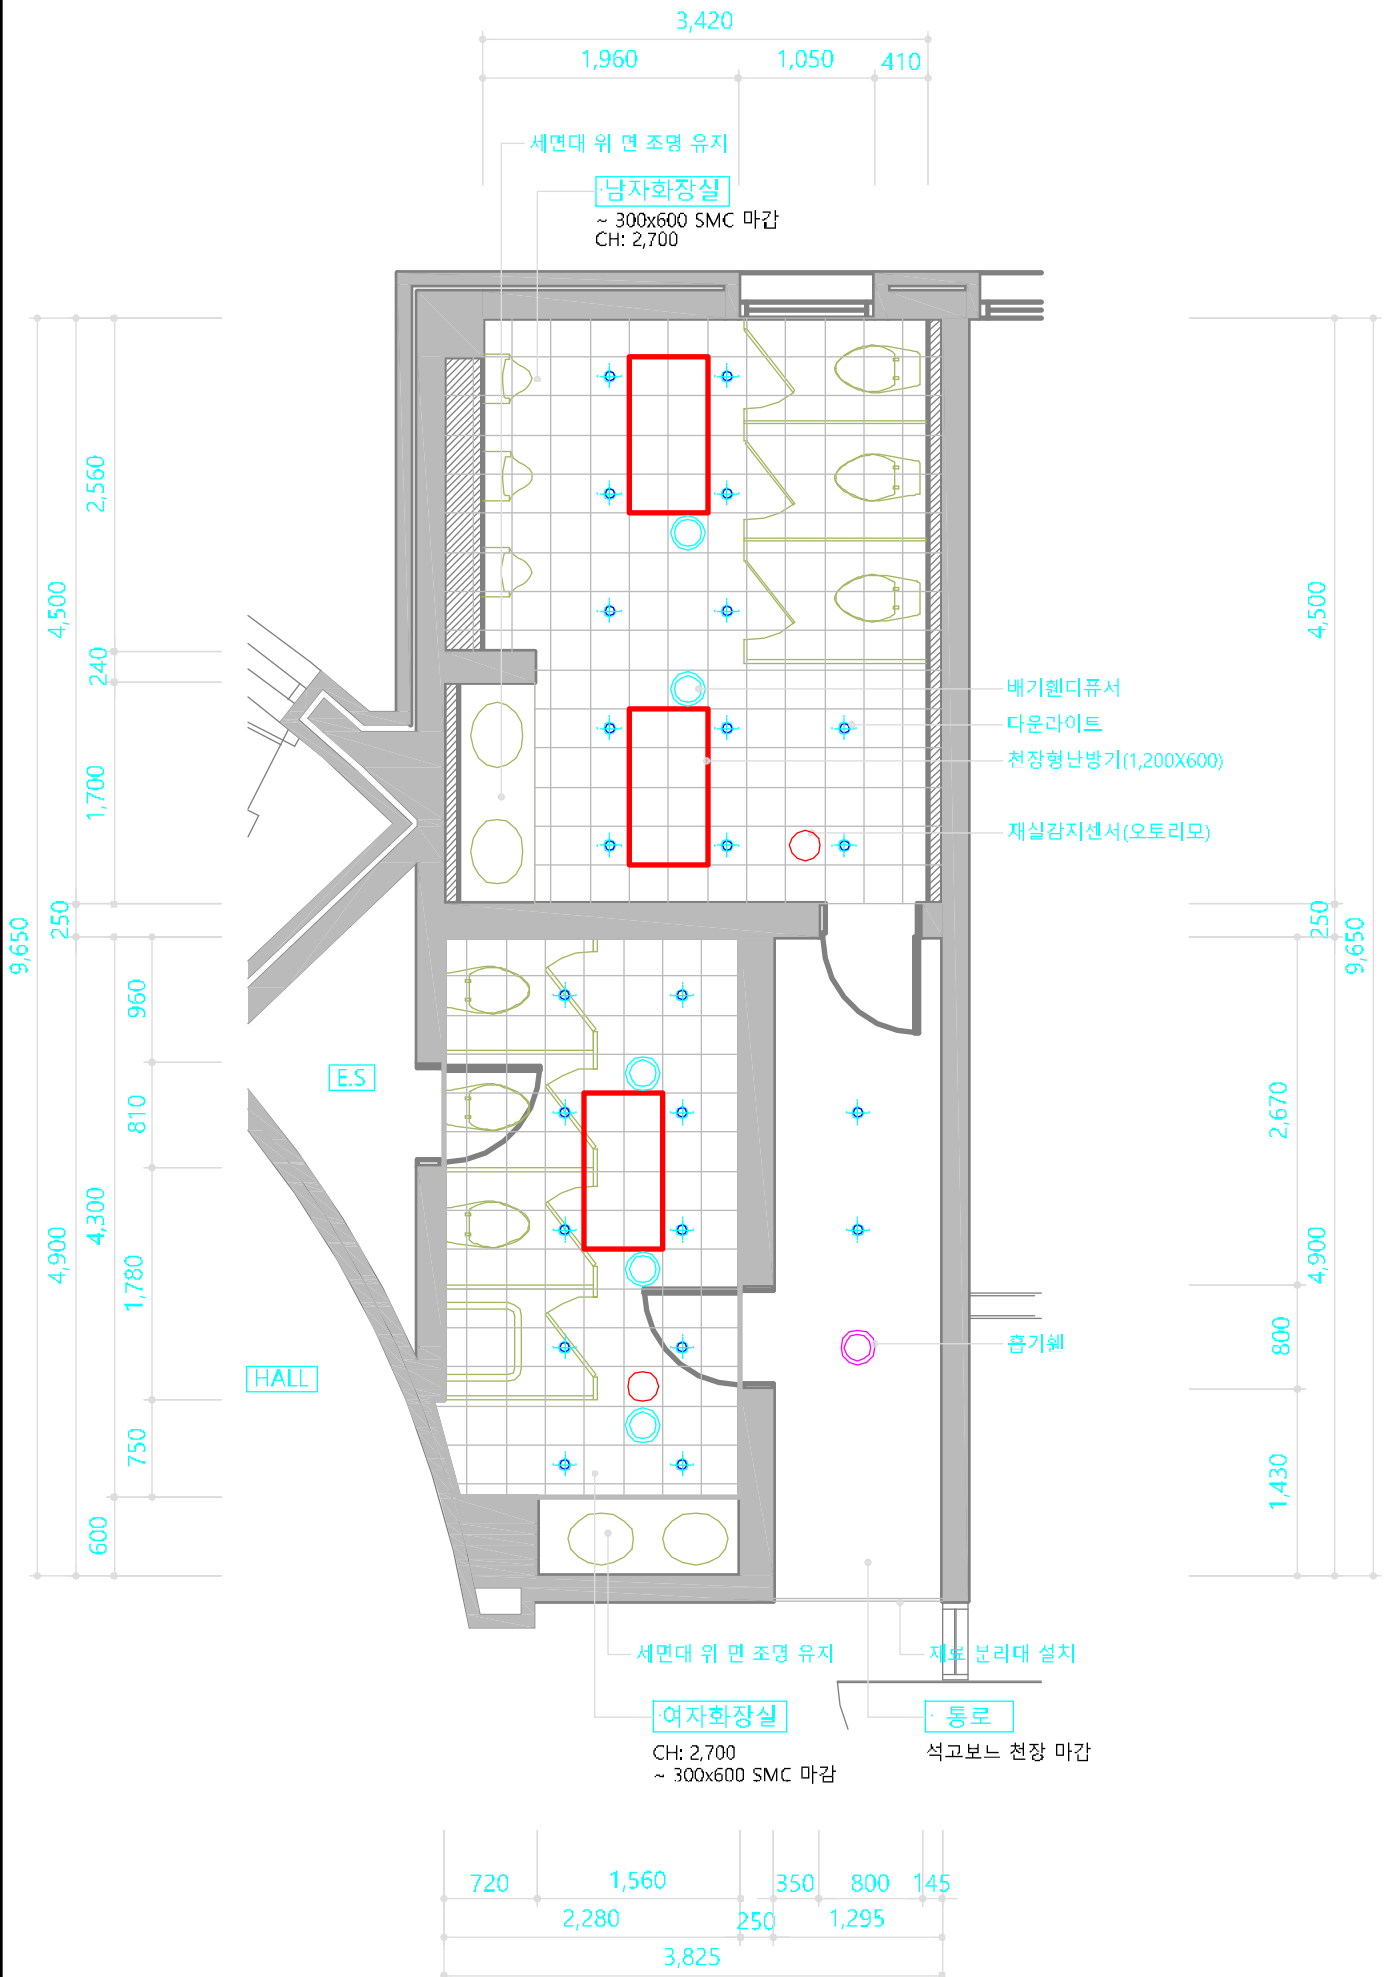 3,420
1,960
1,050
410
세면대 위 면 조명 유지
남자화장실
~ 300x600 SMC 마감
CH: 2,700
2,560
4,500
4,500
240
배기휀디퓨서
다운라이트
1,700
천장형난방기(1,200X600)
재실감지센서(오토리모)
250
9,650
250
9,650
960
E.S
810
2,670
4,300
4,900
1,780
4,900
800
흡기휀
HALL
750
1,430
600
세면대 위 면 조명 유지
재료 분리대 설치
여자화장실
통로
CH: 2,700
석고보드 천장 마감
~ 300x600 SMC 마감
720
1,560
350
800
145
2,280
250
1,295
3,825